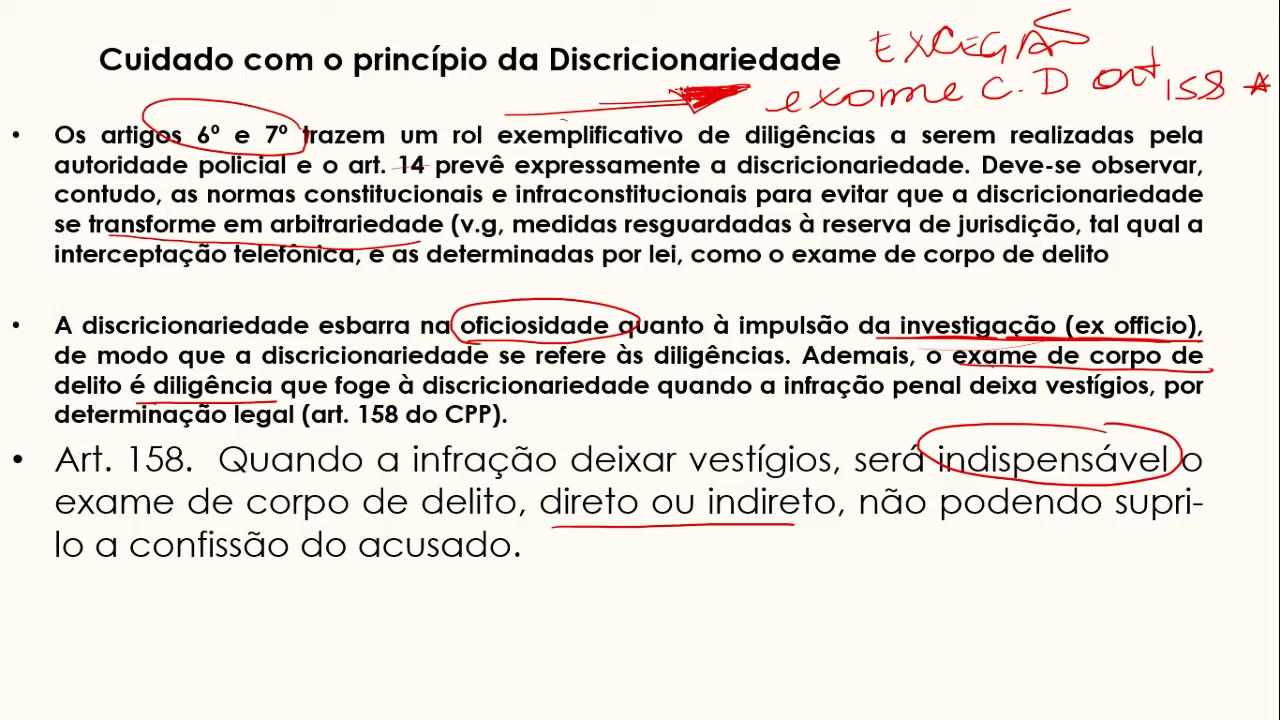 Cuidado com o princípio da Discricionariedade
EXCEÇÃO
exame C.D art 158 *
• Os artigos 6º e 7º trazem um rol exemplificativo de diligências a serem realizadas pela
autoridade policial e o art. 14 prevê expressamente a discricionariedade. Deve-se observar,
contudo, as normas constitucionais e infraconstitucionais para evitar que a discricionariedade
se transforme em arbitrariedade (v.g, medidas resguardadas à reserva de jurisdição, tal qual a
interceptação telefônica, e as determinadas por lei, como o exame de corpo de delito
• A discricionariedade esbarra na oficiosidade quanto à impulsão da investigação (ex officio),
de modo que a discricionariedade se refere às diligências. Ademais, o exame de corpo de
delito é diligência que foge à discricionariedade quando a infração penal deixa vestígios, por
determinação legal (art. 158 do CPP).
• Art. 158. Quando a infração deixar vestígios, será indispensável o
exame de corpo de delito, direto ou indireto, não podendo supri-
lo a confissão do acusado.